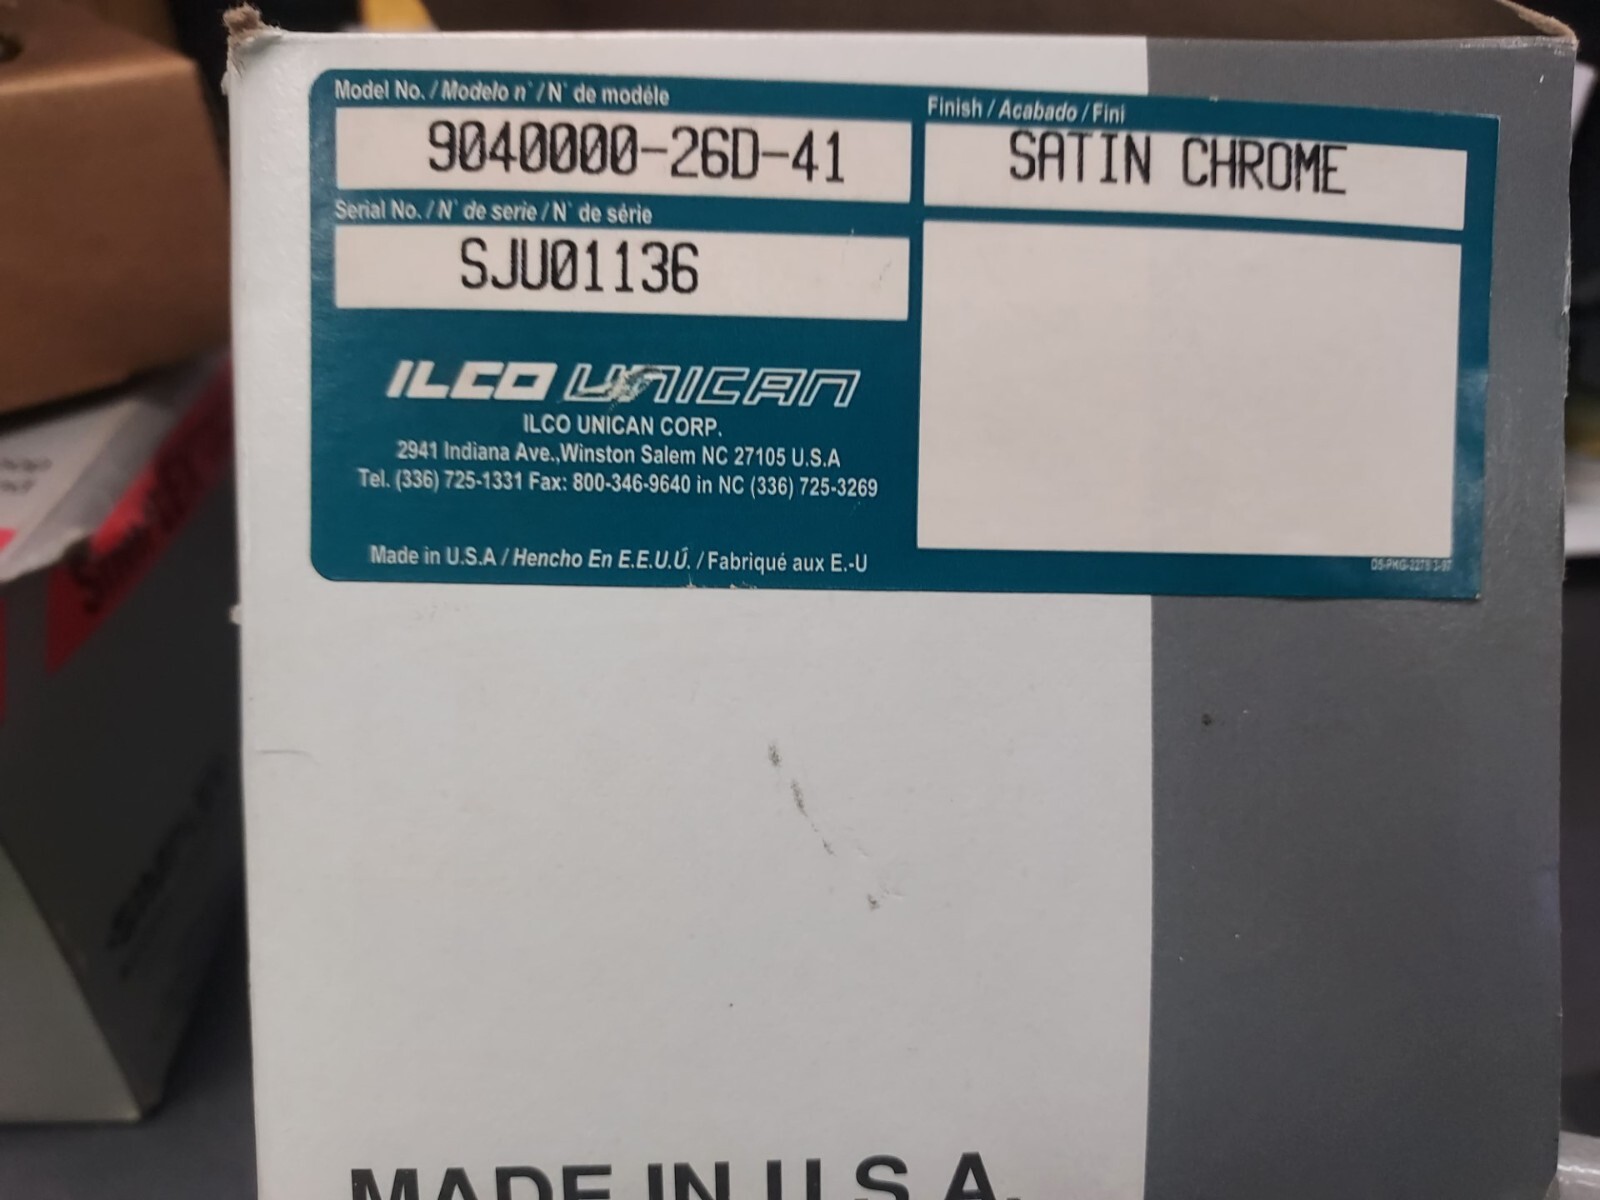 Model No. / Modelo n° / N° de modéle
9040000-26D-41
Finish / Acabado / Fini
SATIN CHROME
Serial No. / N° de serie / N° de série
SJU01136
ILCO UNICAN
ILCO UNICAN CORP.
2941 Indiana Ave.,Winston Salem NC 27105 U.S.A
Tel. (336) 725-1331 Fax: 800-346-9640 in NC (336) 725-3269
Made in U.S.A / Hencho En E.E.U.Ú. / Fabriqué aux E.-U
MADE IN U.S.A.